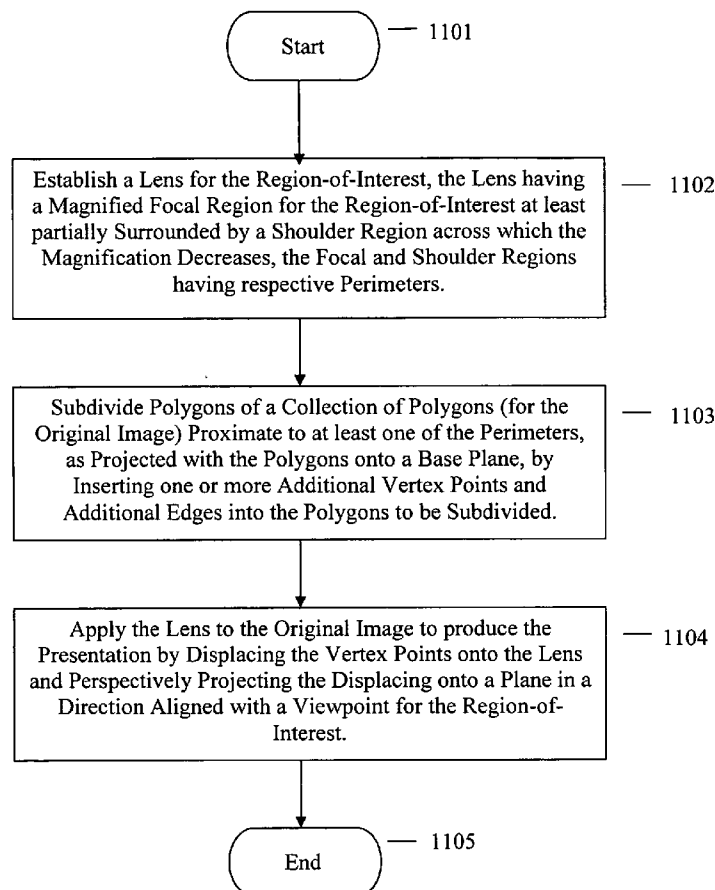 Start
1101
Establish a Lens for the Region-of-Interest, the Lens having
a Magnified Focal Region for the Region-of-Interest at least
partially Surrounded by a Shoulder Region across which the
Magnification Decreases, the Focal and Shoulder Regions
having respective Perimeters.
1102
Subdivide Polygons of a Collection of Polygons (for the
Original Image) Proximate to at least one of the Perimeters,
as Projected with the Polygons onto a Base Plane, by
Inserting one or more Additional Vertex Points and
Additional Edges into the Polygons to be Subdivided.
1103
Apply the Lens to the Original Image to produce the
Presentation by Displacing the Vertex Points onto the Lens
and Perspectively Projecting the Displacing onto a Plane in a
Direction Aligned with a Viewpoint for the Region-of-
Interest.
1104
End
1105